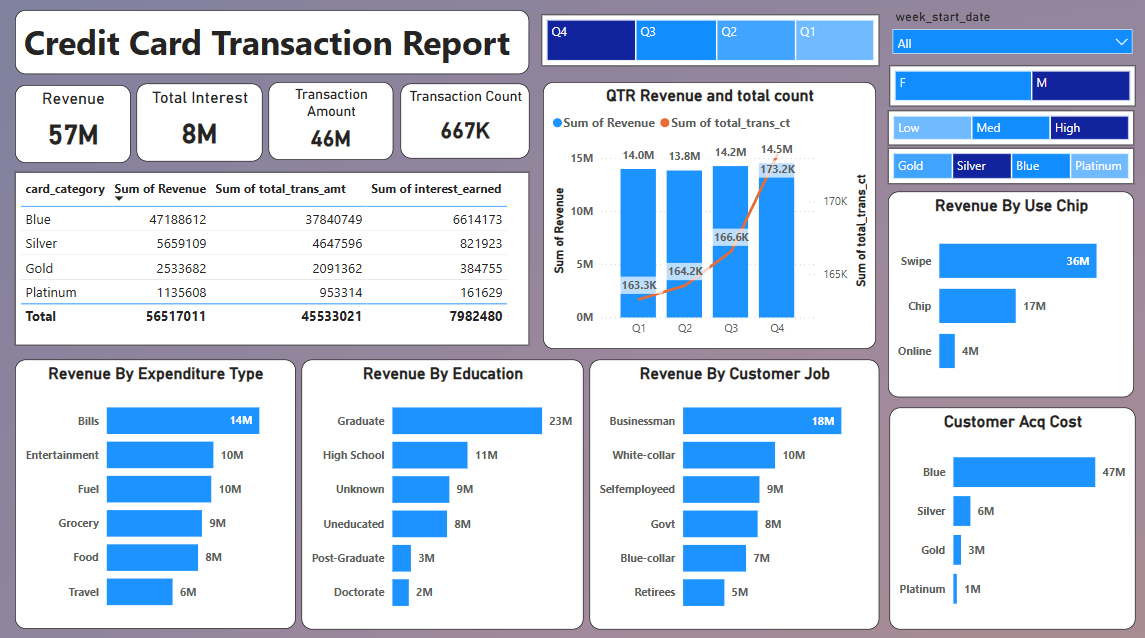 Credit Card Transaction Report
Q4 Q3 Q2 Q1
week_start_date
All
F M
Low Med High
Gold Silver Blue Platinum
Revenue
57M
Total Interest
8M
Transaction
Amount
46M
Transaction Count
667K
card_category Sum of Revenue Sum of total_trans_amt Sum of interest_earned
Blue 47188612 37840749 6614173
Silver 5659109 4647596 821923
Gold 2533682 2091362 384755
Platinum 1135608 953314 161629
Total 56517011 45533021 7982480
QTR Revenue and total count
Sum of Revenue Sum of total_trans_ct
Sum of Revenue
15M
10M
5M
0M
14.0M 13.8M 14.2M 14.5M
163.3K 164.2K 166.6K 173.2K
170K
165K
Sum of total_trans_ct
Q1 Q2 Q3 Q4
Revenue By Use Chip
Swipe 36M
Chip 17M
Online 4M
Revenue By Expenditure Type
Bills 14M
Entertainment 10M
Fuel 10M
Grocery 9M
Food 8M
Travel 6M
Revenue By Education
Graduate 23M
High School 11M
Unknown 9M
Uneducated 8M
Post-Graduate 3M
Doctorate 2M
Revenue By Customer Job
Businessman 18M
White-collar 10M
Selfemployeed 9M
Govt 8M
Blue-collar 7M
Retirees 5M
Customer Acq Cost
Blue 47M
Silver 6M
Gold 3M
Platinum 1M